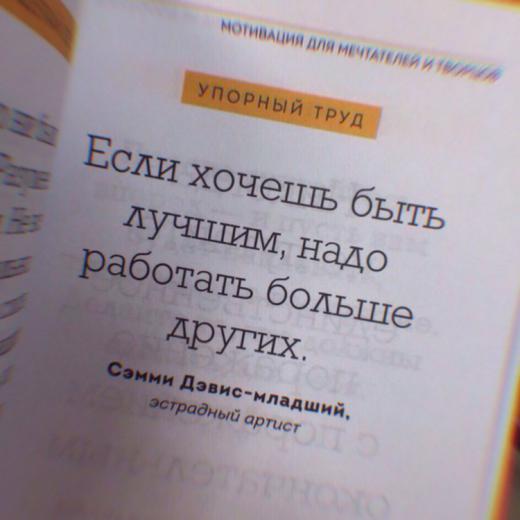 МОТИВАЦИЯ ДЛЯ МЕЧТАТЕЛЕЙ И ТВОРЦОВ
УПОРНЫЙ ТРУД
Если хочешь быть
лучшим, надо
работать больше
других.
Сэмми Дэвис-младший,
эстрадный артист